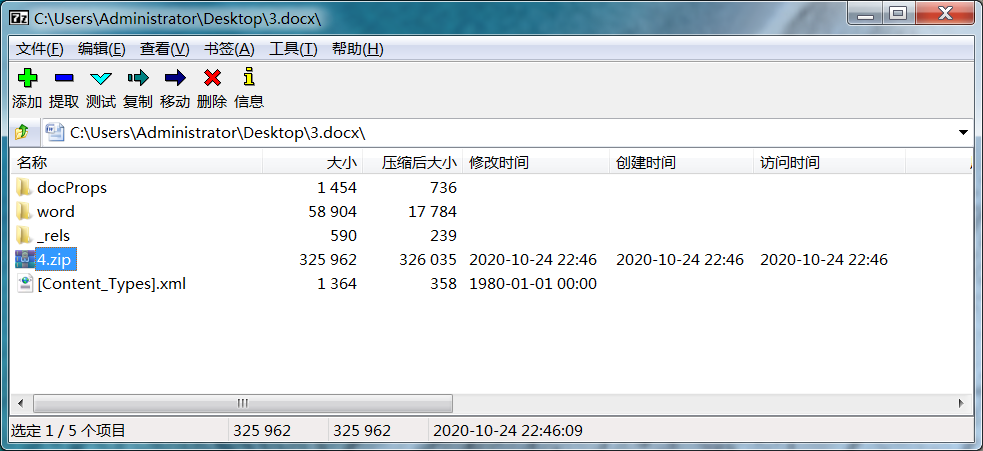 7z C:\Users\Administrator\Desktop\3.docx\
文件(F) 编辑(E) 查看(V) 书签(A) 工具(T) 帮助(H)
添加 提取 测试 复制 移动 删除 信息
C:\Users\Administrator\Desktop\3.docx\
名称 大小 压缩后大小 修改时间 创建时间 访问时间
docProps 1 454 736
word 58 904 17 784
_rels 590 239
4.zip 325 962 326 035 2020-10-24 22:46 2020-10-24 22:46 2020-10-24 22:46
[Content_Types].xml 1 364 358 1980-01-01 00:00
选定 1 / 5 个项目 325 962 325 962 2020-10-24 22:46:09